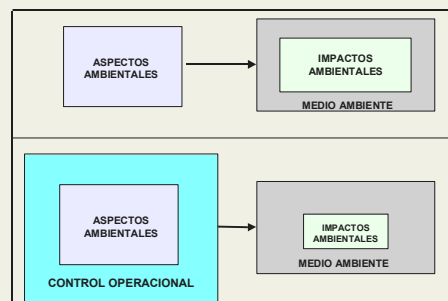 ASPECTOS
AMBIENTALES
IMPACTOS
AMBIENTALES
MEDIO AMBIENTE
ASPECTOS
AMBIENTALES
CONTROL OPERACIONAL
IMPACTOS
AMBIENTALES
MEDIO AMBIENTE